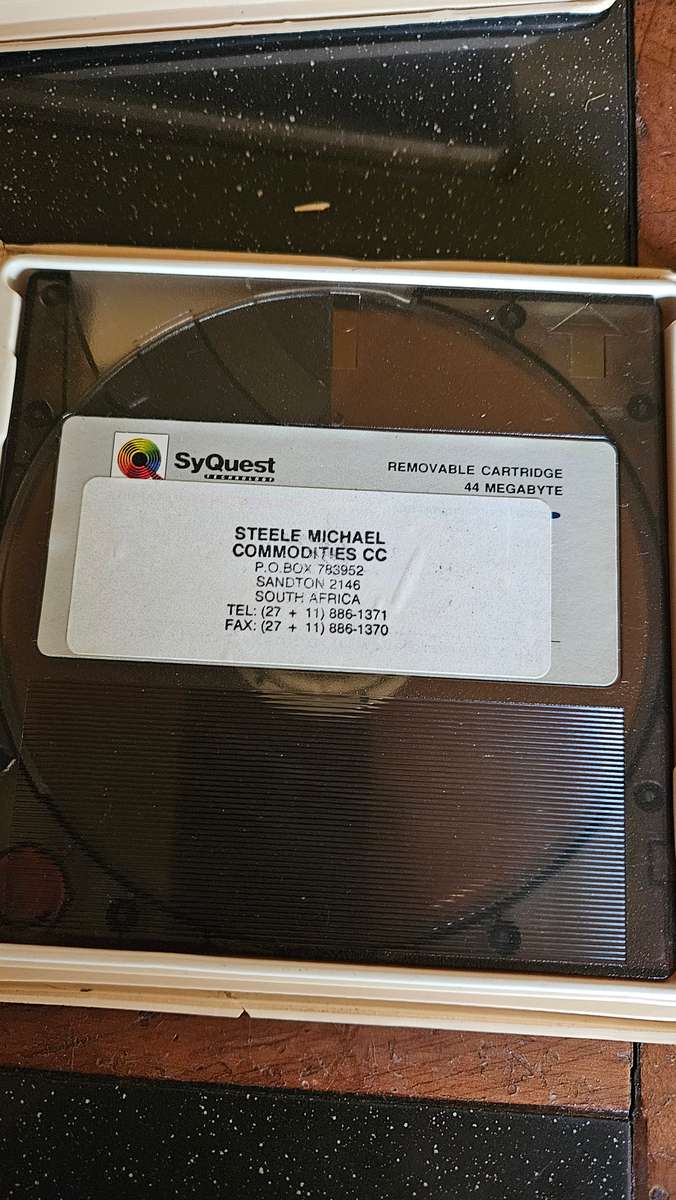 SyQuest
TECHNOLOGY
REMOVABLE CARTRIDGE
44 MEGABYTE
STEELE MICHAEL
COMMODITIES CC
P.O.BOX 783952
SANDTON 2146
SOUTH AFRICA
TEL: (27 + 11) 886-1371
FAX: (27 + 11) 886-1370